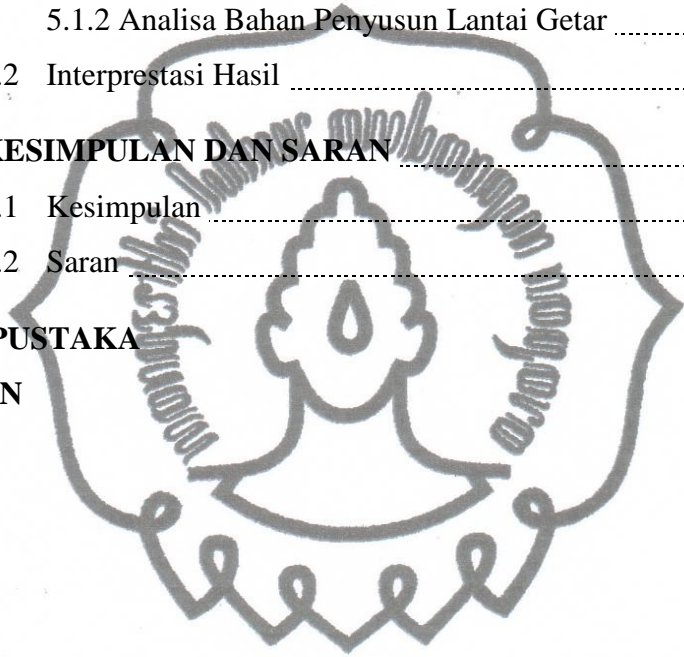 5.1.2 Analisa Bahan Penyusun Lantai Getar
.2 Interprestasi Hasil
KESIMPULAN DAN SARAN
.1 Kesimpulan
.2 Saran
PUSTAKA
N